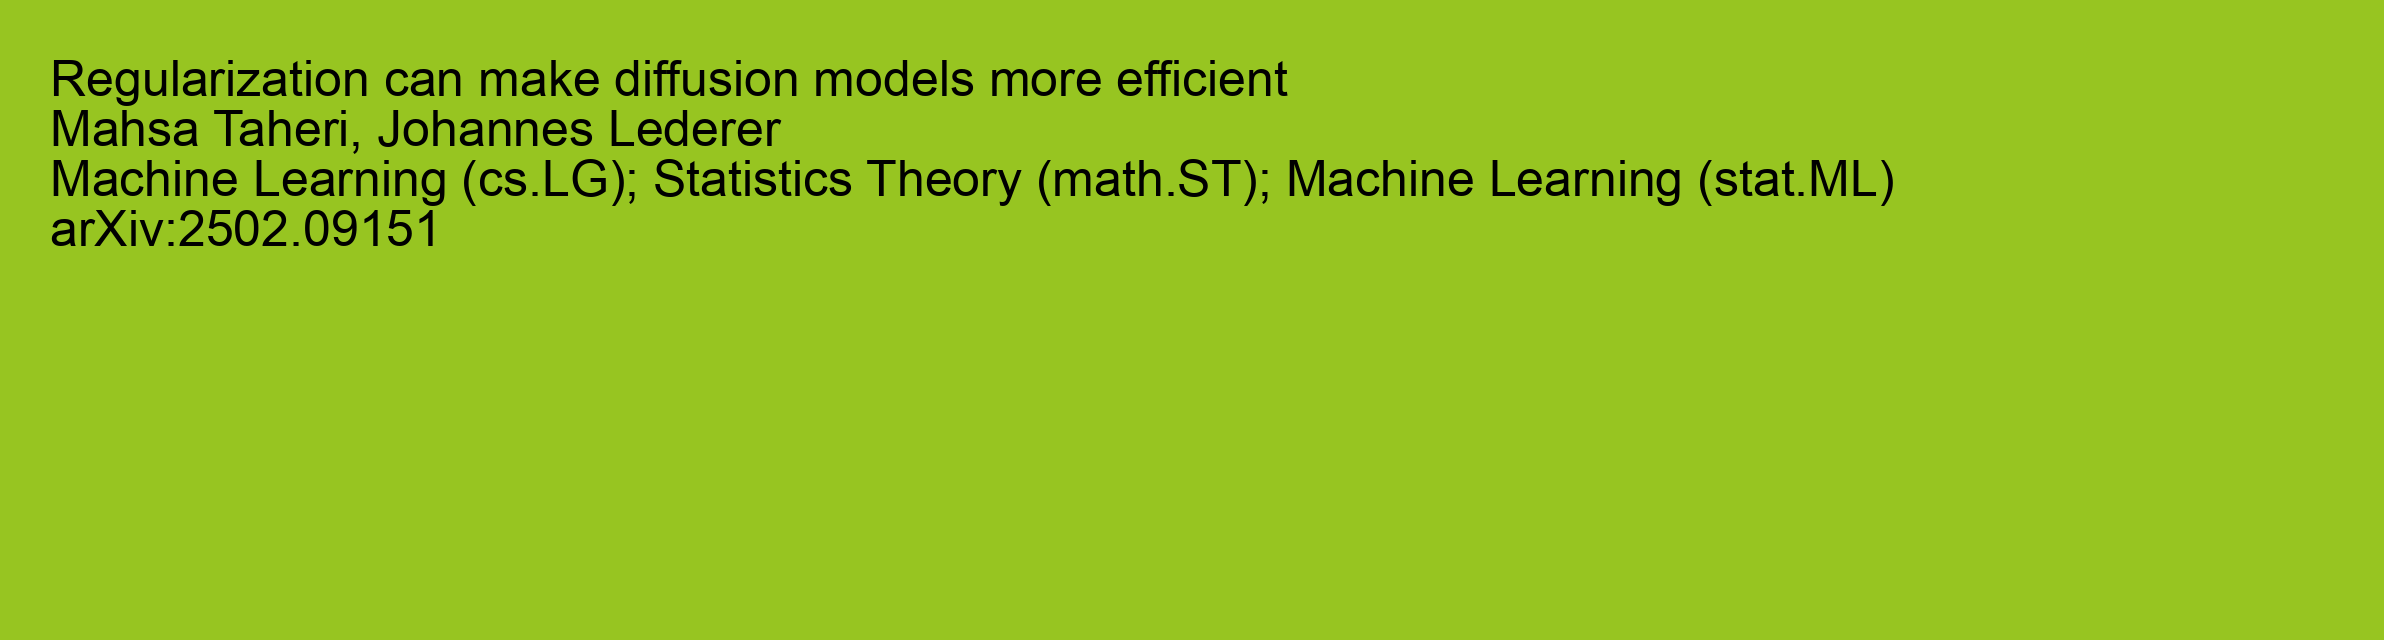 Regularization can make diffusion models more efficient
Mahsa Taheri, Johannes Lederer
Machine Learning (cs.LG); Statistics Theory (math.ST); Machine Learning (stat.ML)
arXiv:2502.09151